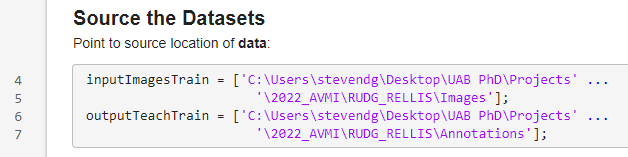 Source the Datasets
Point to source location of data:
4 inputImagesTrain = ['C:\Users\stevendg\Desktop\UAB PhD\Projects' ...
5 '\2022_AVMI\RUDG_RELLIS\Images'];
6 outputTeachTrain = ['C:\Users\stevendg\Desktop\UAB PhD\Projects' ...
7 '\2022_AVMI\RUDG_RELLIS\Annotations'];